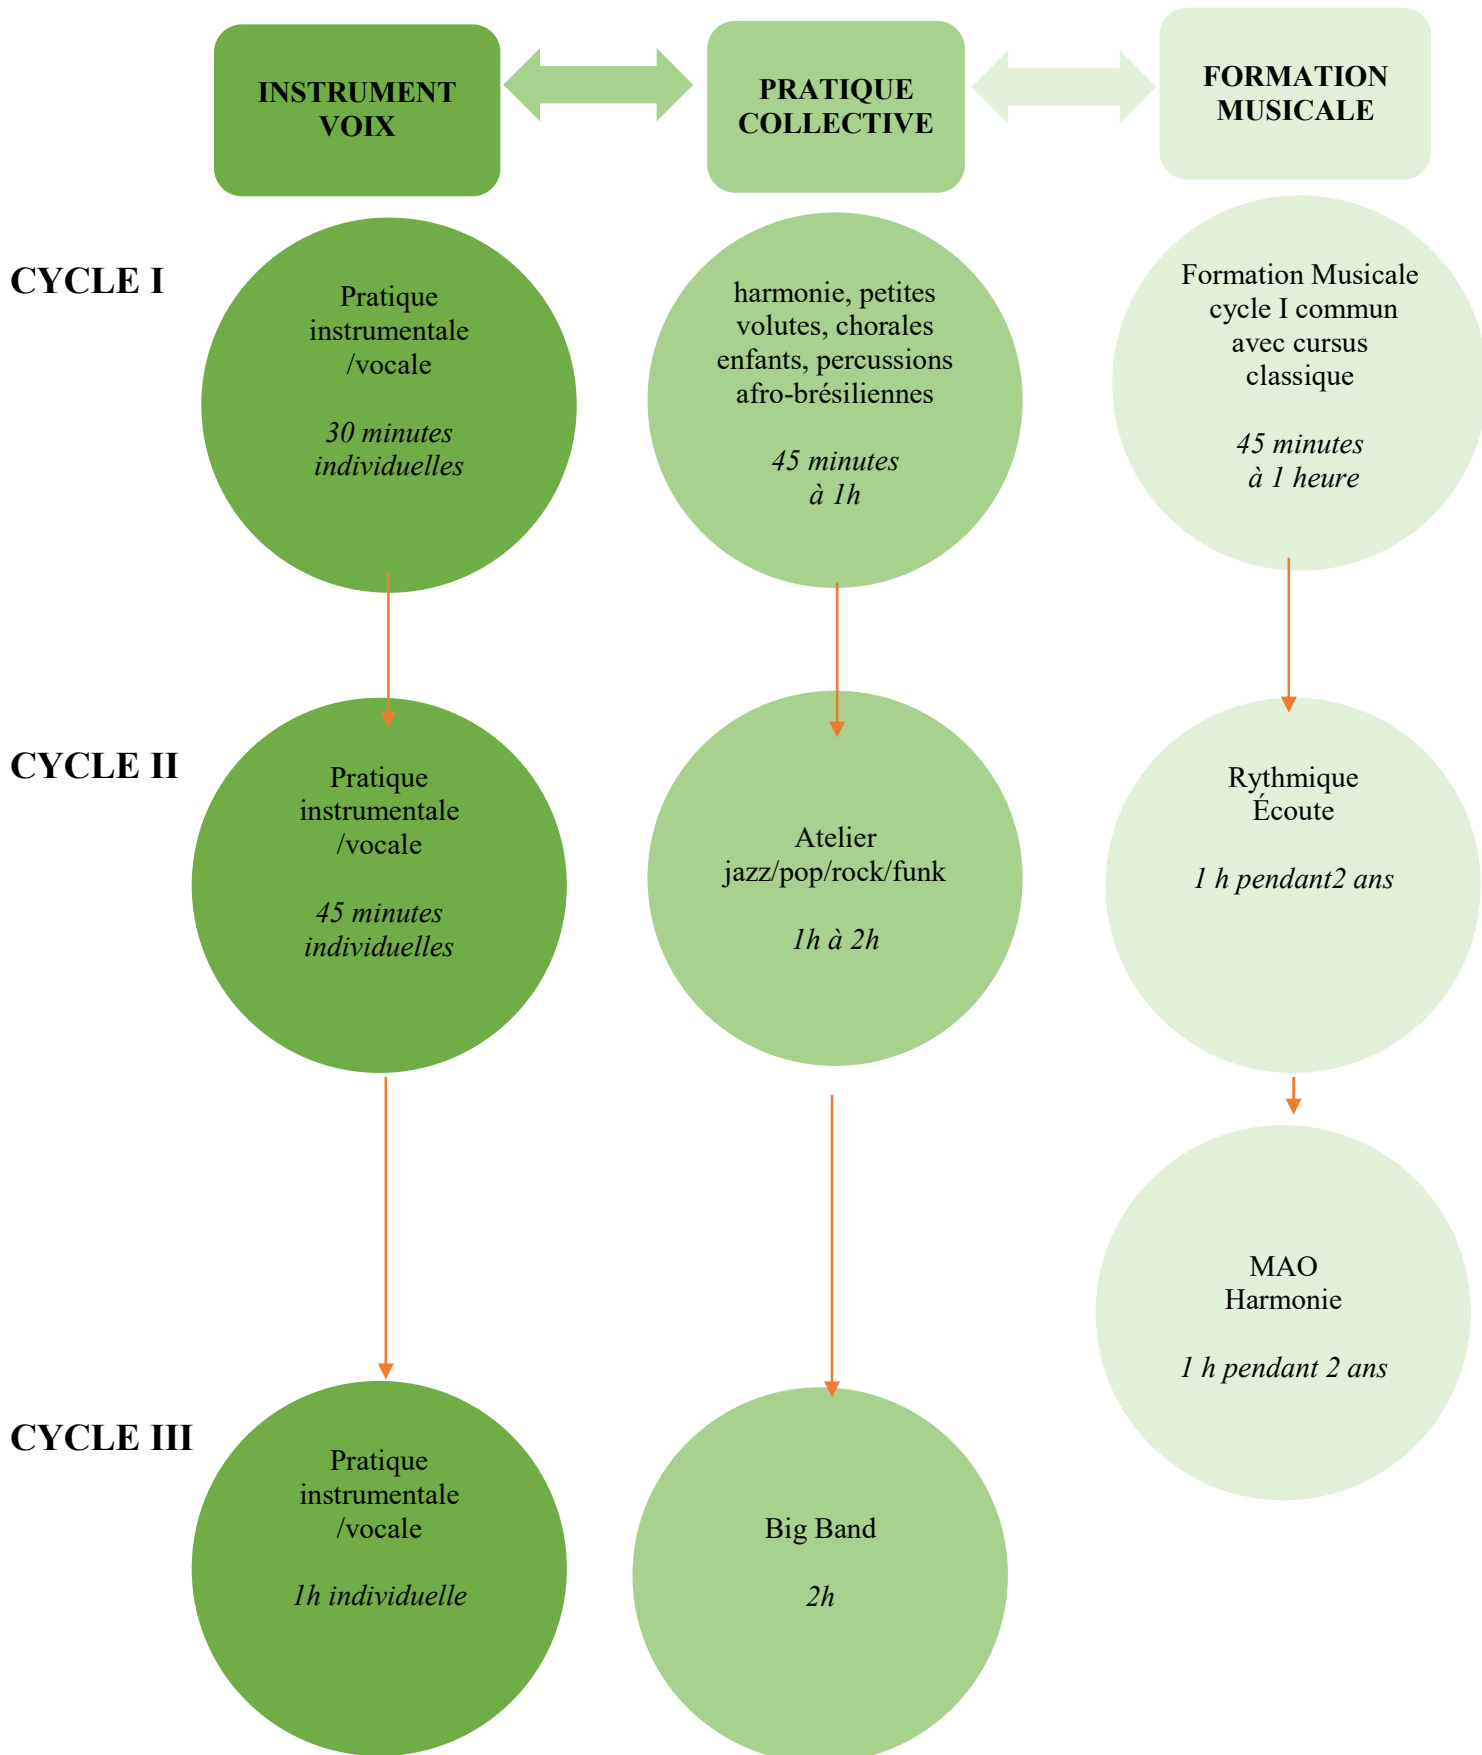 INSTRUMENT
VOIX
PRATIQUE
COLLECTIVE
FORMATION
MUSICALE
CYCLE I
Pratique
instrumentale
/vocale
30 minutes
individuelles
harmonie, petites
volutes, chorales
enfants, percussions
afro-brésiliennes
45 minutes
à 1h
Formation Musicale
cycle I commun
avec cursus
classique
45 minutes
à 1 heure
CYCLE II
Pratique
instrumentale
/vocale
45 minutes
individuelles
Atelier
jazz/pop/rock/funk
1h à 2h
Rythmique
Écoute
1 h pendant2 ans
MAO
Harmonie
1 h pendant 2 ans
CYCLE III
Pratique
instrumentale
/vocale
1h individuelle
Big Band
2h